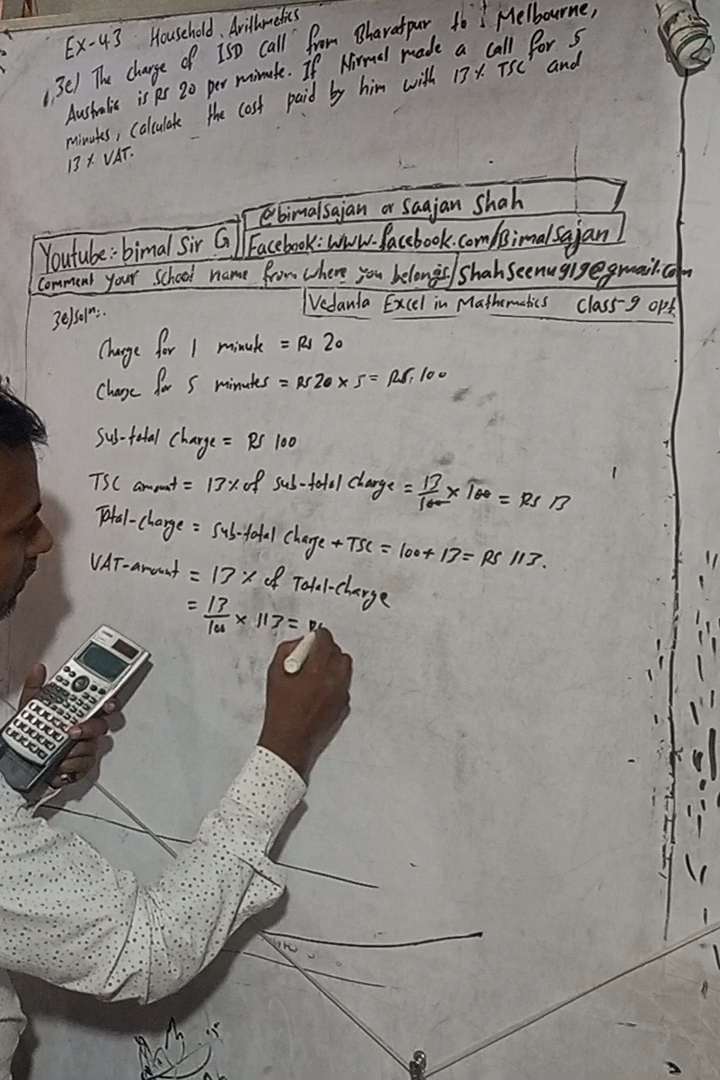 Ex-4.3 Household Arithmetics
3e) The charge of ISD call from Bharatpur to Melbourne,
Australia is Rs 20 per minute. If Nirmal made a call for 5
minutes, calculate the cost paid by him with 13% TSC and
13% VAT.
@bimalsajan or Saajan Shah
Youtube:- bimal Sir G
Facebook: www.facebook.com/Bimalsajan
Comment your school name from where you belongs
shahseenu919@gmail.com
Vedanta Excel in Mathematics Class-9 opt
3e)Soln:-
Charge for 1 minute = Rs 20
Charge for 5 minutes = Rs 20 × 5 = Rs. 100
Sub-total charge = Rs 100
TSC amount = 13% of sub-total charge = 13/100 × 100 = Rs 13
Total-charge = sub-total charge + TSC = 100 + 13 = Rs 113.
VAT-amount = 13% of Total-charge
= 13/100 × 113 = R